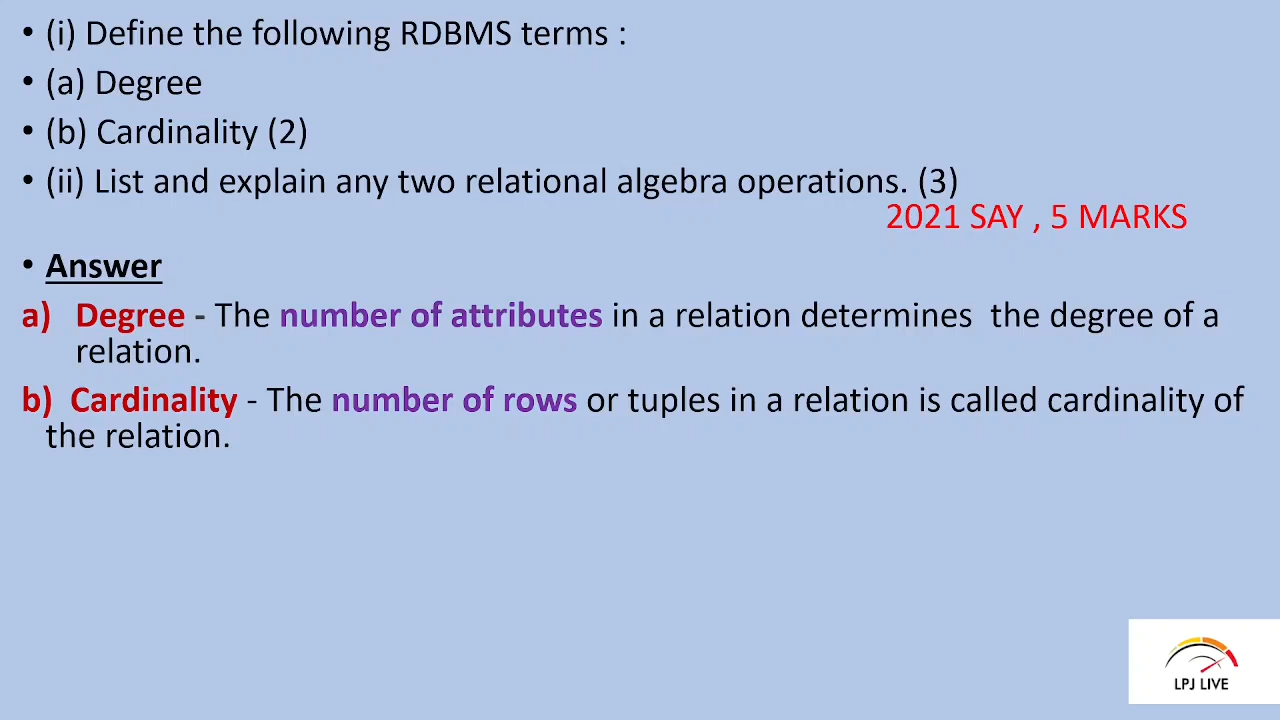 • (i) Define the following RDBMS terms :
• (a) Degree
• (b) Cardinality (2)
• (ii) List and explain any two relational algebra operations. (3)
2021 SAY , 5 MARKS
• Answer
a) Degree - The number of attributes in a relation determines  the degree of a
relation.
b) Cardinality - The number of rows or tuples in a relation is called cardinality of
the relation.
LPJ LIVE